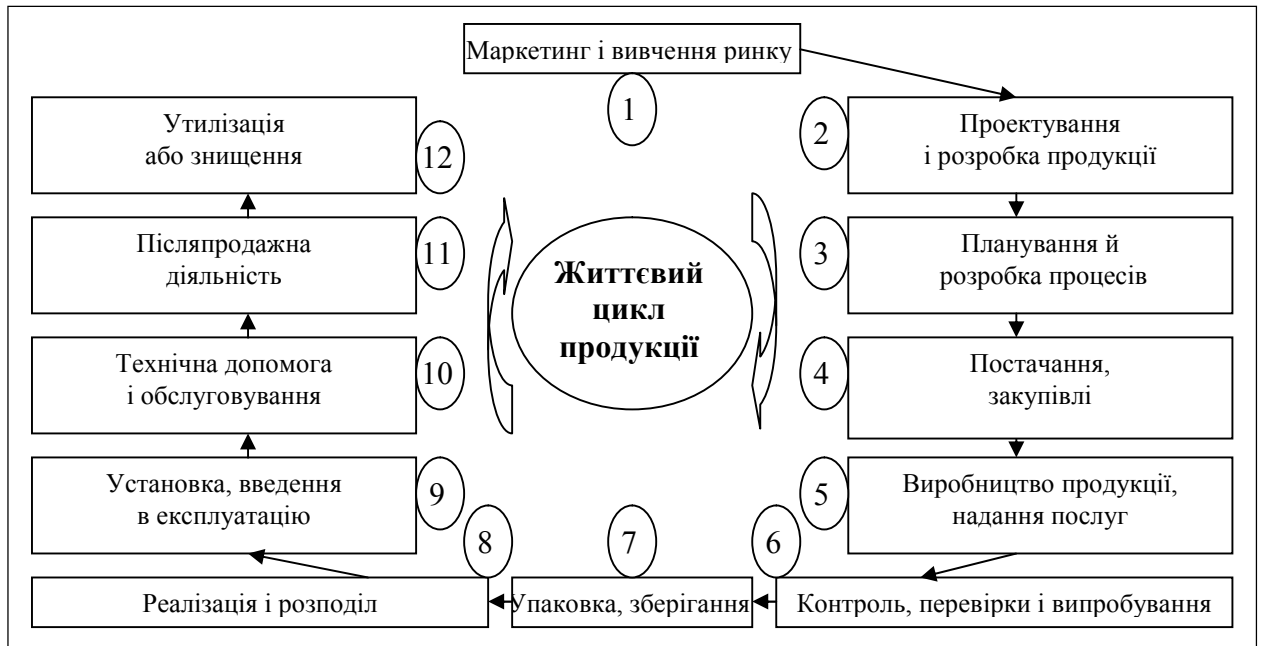 Маркетинг і вивчення ринку
1
2
Проектування
і розробка продукції
3
Планування й
розробка процесів
4
Постачання,
закупівлі
5
Виробництво продукції,
надання послуг
6
Контроль, перевірки і випробування
7
Упаковка, зберігання
8
Реалізація і розподіл
9
Установка, введення
в експлуатацію
10
Технічна допомога
і обслуговування
11
Післяпродажна
діяльність
12
Утилізація
або знищення
Життєвий
цикл
продукції